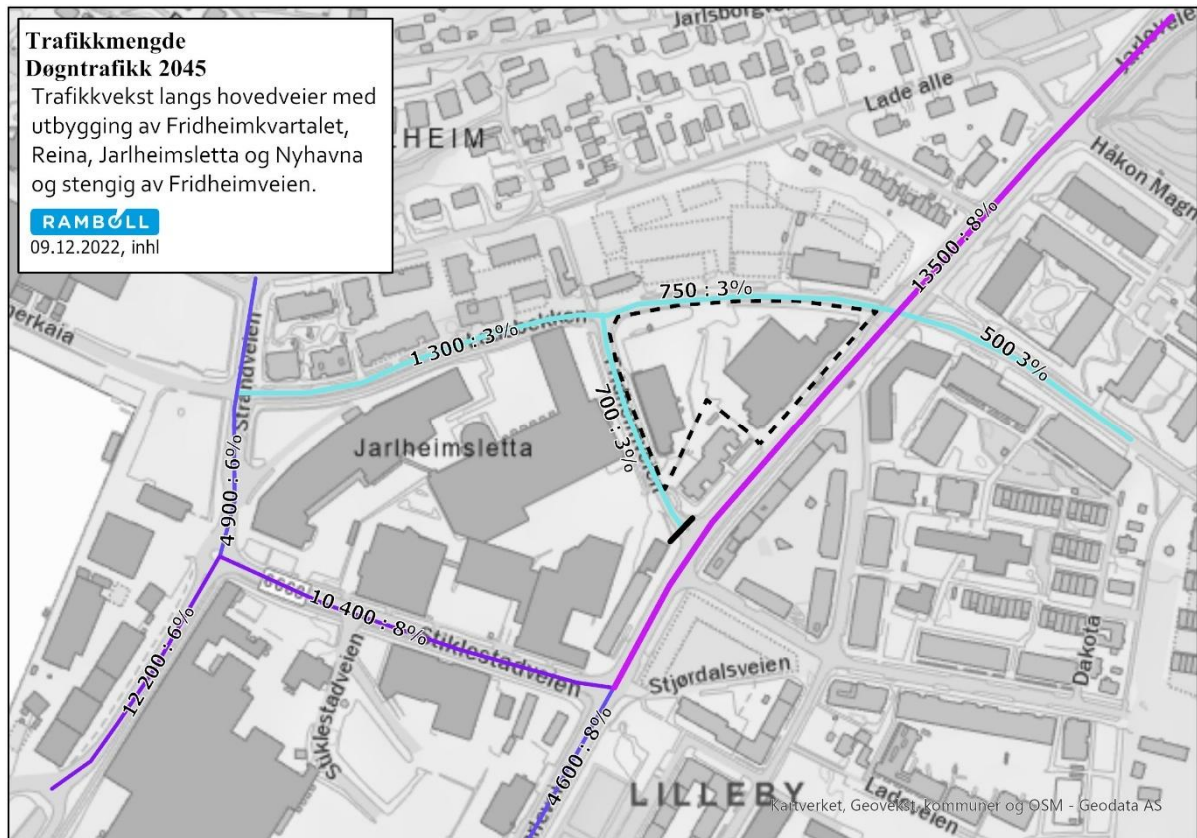 Trafikkmengde
Døgntrafikk 2045
Trafikkvekst langs hovedveier med
utbygging av Fridheimkvartalet,
Reina, Jarlheimsletta og Nyhavna
og stengig av Fridheimveien.
RAMBOLL
09.12.2022, inhl
Lade alle
Håkon Magn
13500 : 8%
750 : 3%
500 3%
1 300 : 3%
700 : 3%
Strandveien
Jarlheimsletta
4 900 : 6%
12 200 : 6%
10 400 : 8%
Stiklestadveien
Stiklestadveien
Stjørdalsveien
Dakota
4 600 : 8%
LILLEBY
Kartverket, Geovekst, kommuner og OSM - Geodata AS